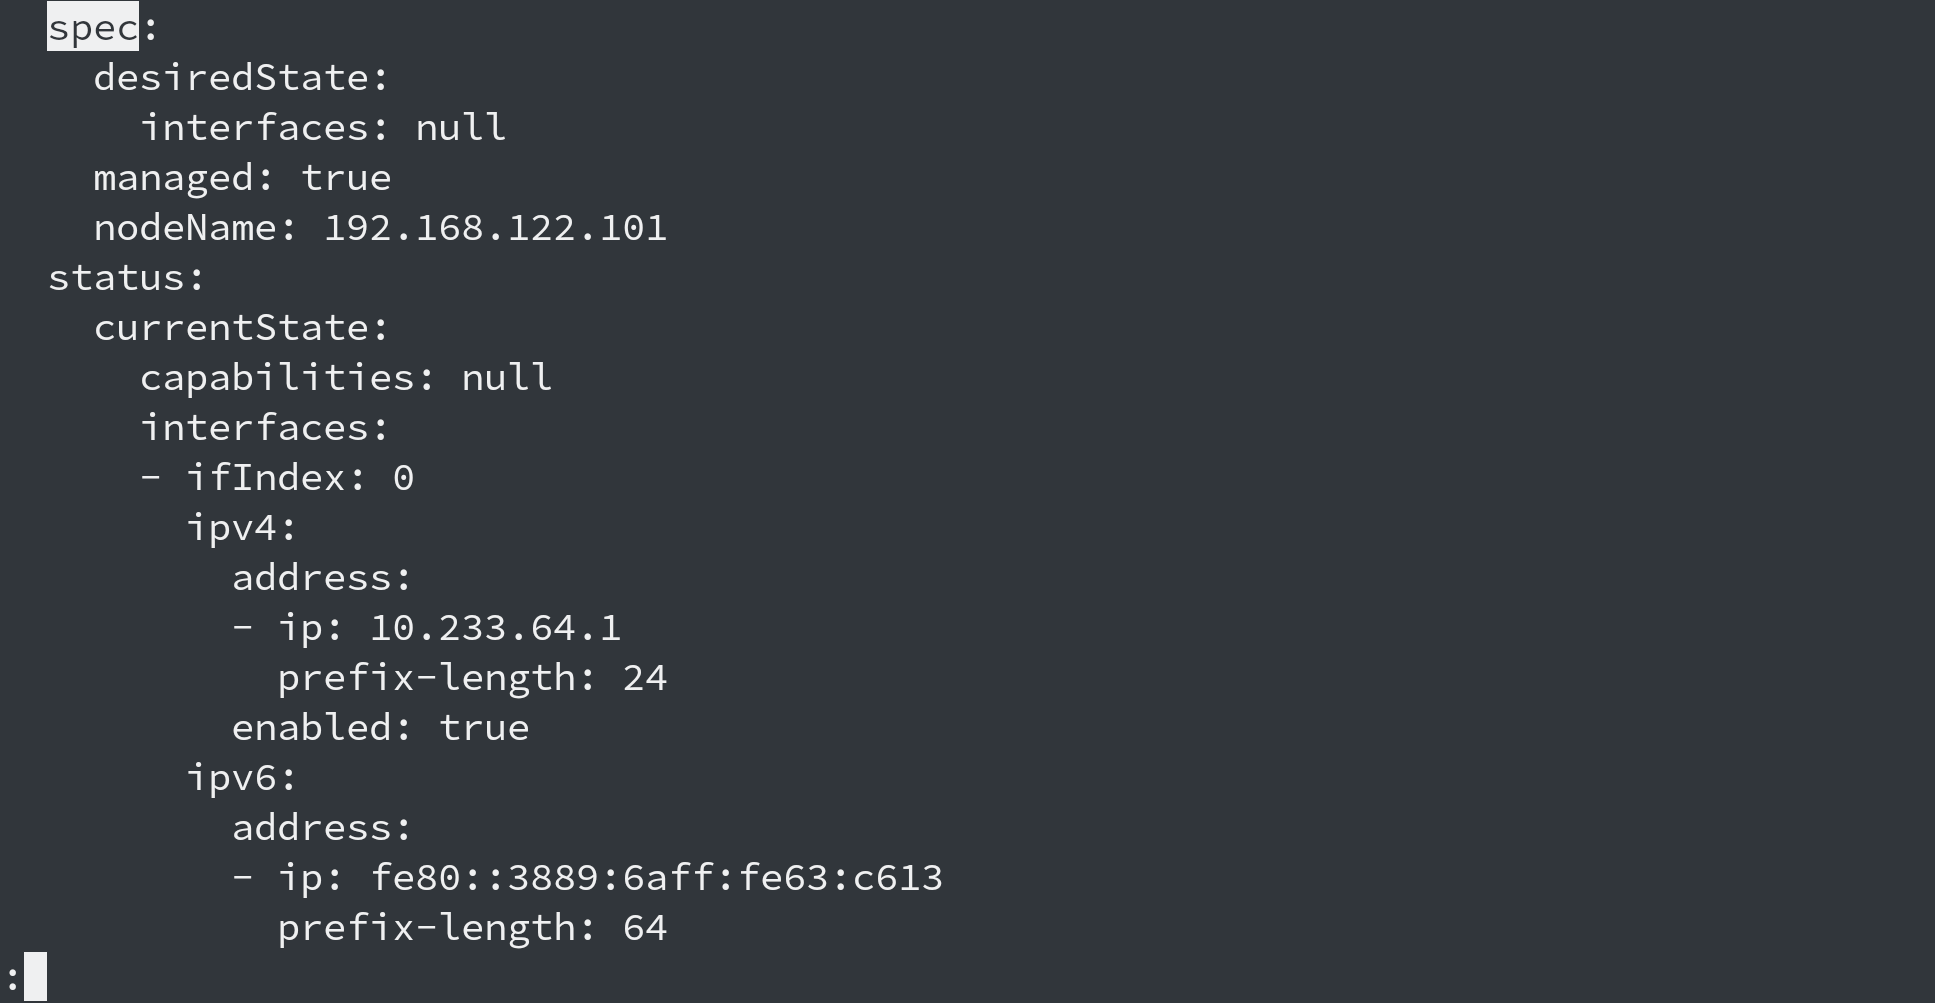 spec:
  desiredState:
    interfaces: null
  managed: true
  nodeName: 192.168.122.101
status:
  currentState:
    capabilities: null
    interfaces:
    - ifIndex: 0
      ipv4:
        address:
        - ip: 10.233.64.1
          prefix-length: 24
        enabled: true
      ipv6:
        address:
        - ip: fe80::3889:6aff:fe63:c613
          prefix-length: 64
: